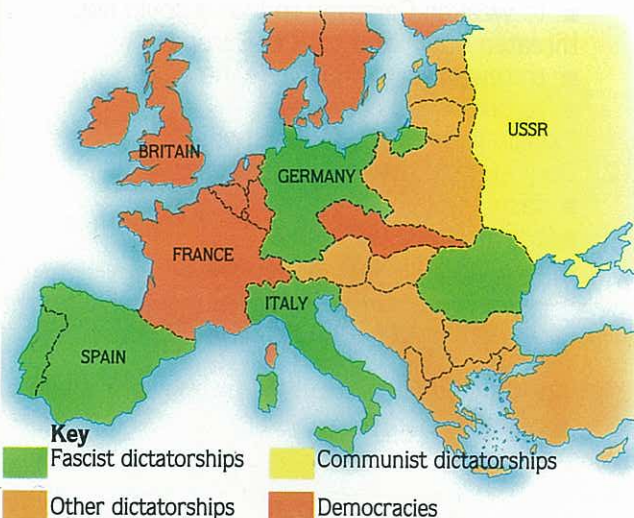 USSR
BRITAIN
GERMANY
FRANCE
ITALY
SPAIN
Key
Fascist dictatorships
Communist dictatorships
Other dictatorships
Democracies